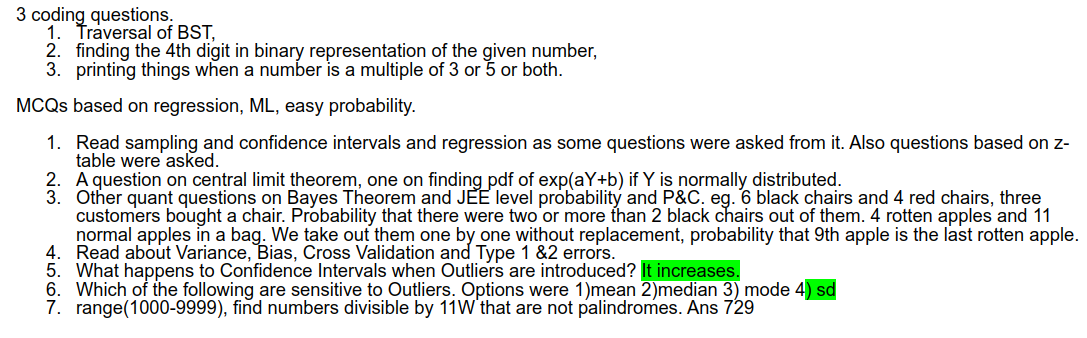 3 coding questions.
1. Traversal of BST,
2. finding the 4th digit in binary representation of the given number,
3. printing things when a number is a multiple of 3 or 5 or both.
MCQs based on regression, ML, easy probability.
1. Read sampling and confidence intervals and regression as some questions were asked from it. Also questions based on z-
table were asked.
2. A question on central limit theorem, one on finding pdf of exp(aY+b) if Y is normally distributed.
3. Other quant questions on Bayes Theorem and JEE level probability and P&C. eg. 6 black chairs and 4 red chairs, three
customers bought a chair. Probability that there were two or more than 2 black chairs out of them. 4 rotten apples and 11
normal apples in a bag. We take out them one by one without replacement, probability that 9th apple is the last rotten apple.
4. Read about Variance, Bias, Cross Validation and Type 1 &2 errors.
5. What happens to Confidence Intervals when Outliers are introduced? It increases.
6. Which of the following are sensitive to Outliers. Options were 1)mean 2)median 3) mode 4) sd
7. range(1000-9999), find numbers divisible by 11W that are not palindromes. Ans 729